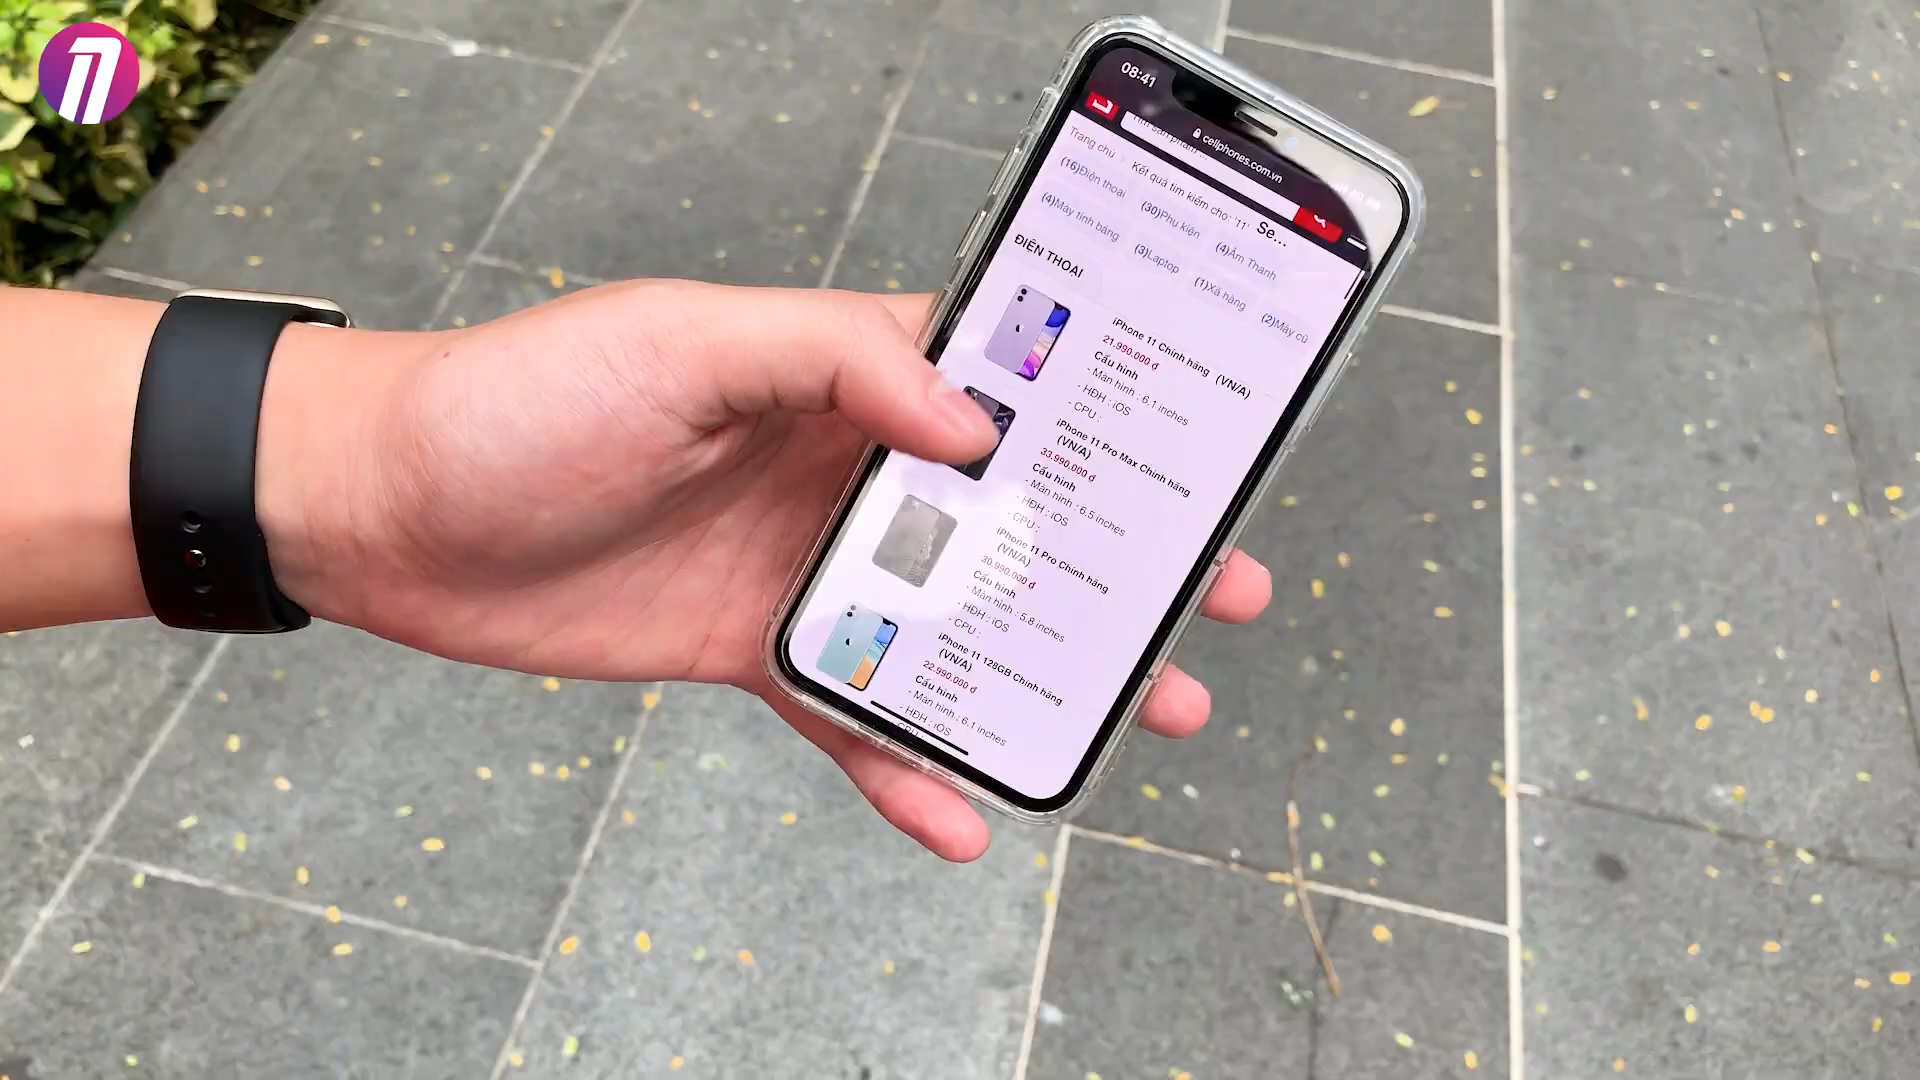 08:41
cellphones.com.vn
Tìm sản phẩm ...
Trang chủ
Kết quả tìm kiếm cho: '11'
Se...
(16)Điện thoại
(30)Phụ kiện
(4)Âm Thanh
(4)Máy tính bảng
(3)Laptop
(1)Xả hàng
(2)Máy cũ
ĐIỆN THOẠI
iPhone 11 Chính hãng (VN/A)
21.990.000 đ
Cấu hình
- Màn hình : 6.1 inches
- HĐH : iOS
- CPU :
iPhone 11 Pro Max Chính hãng
(VN/A)
33.990.000 đ
Cấu hình
- Màn hình : 6.5 inches
- HĐH : iOS
- CPU :
iPhone 11 Pro Chính hãng
(VN/A)
30.990.000 đ
Cấu hình
- Màn hình : 5.8 inches
- HĐH : iOS
- CPU :
iPhone 11 128GB Chính hãng
(VN/A)
22.990.000 đ
Cấu hình
- Màn hình : 6.1 inches
- HĐH : iOS
CPU